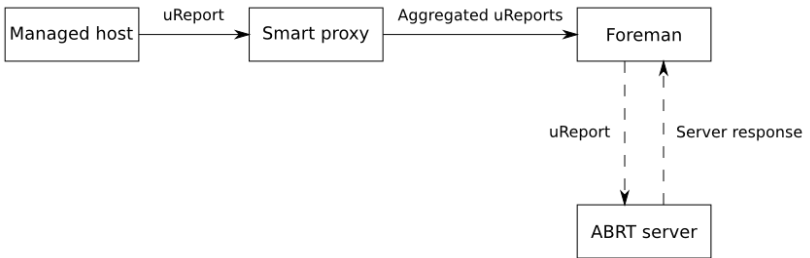 uReport
Aggregated uReports
Managed host
Smart proxy
Foreman
uReport
Server response
ABRT server